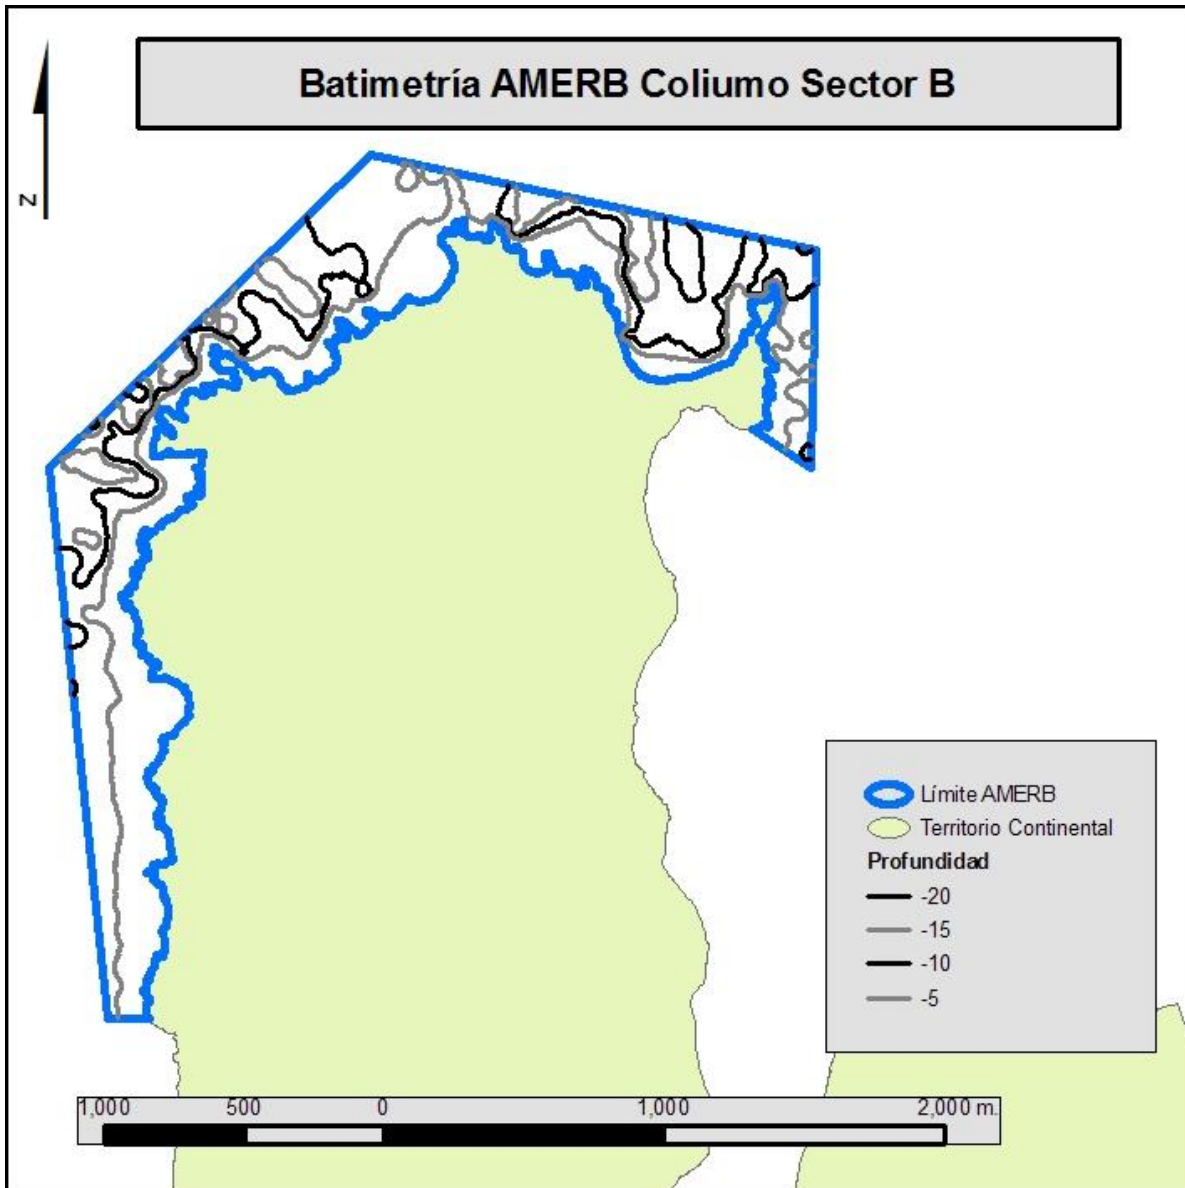 Batimetría AMERB Coliumo Sector B
N
Límite AMERB
Territorio Continental
Profundidad
-20
-15
-10
-5
1,000 500 0 1,000 2,000 m.